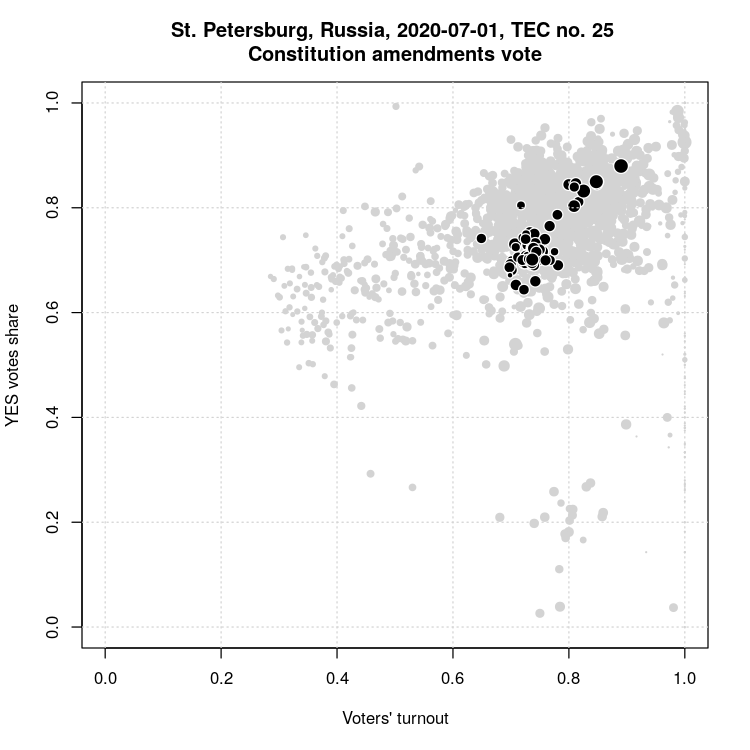 St. Petersburg, Russia, 2020-07-01, TEC no. 25
Constitution amendments vote
YES votes share
1.0
0.8
0.6
0.4
0.2
0.0
0.0 0.2 0.4 0.6 0.8 1.0
Voters' turnout